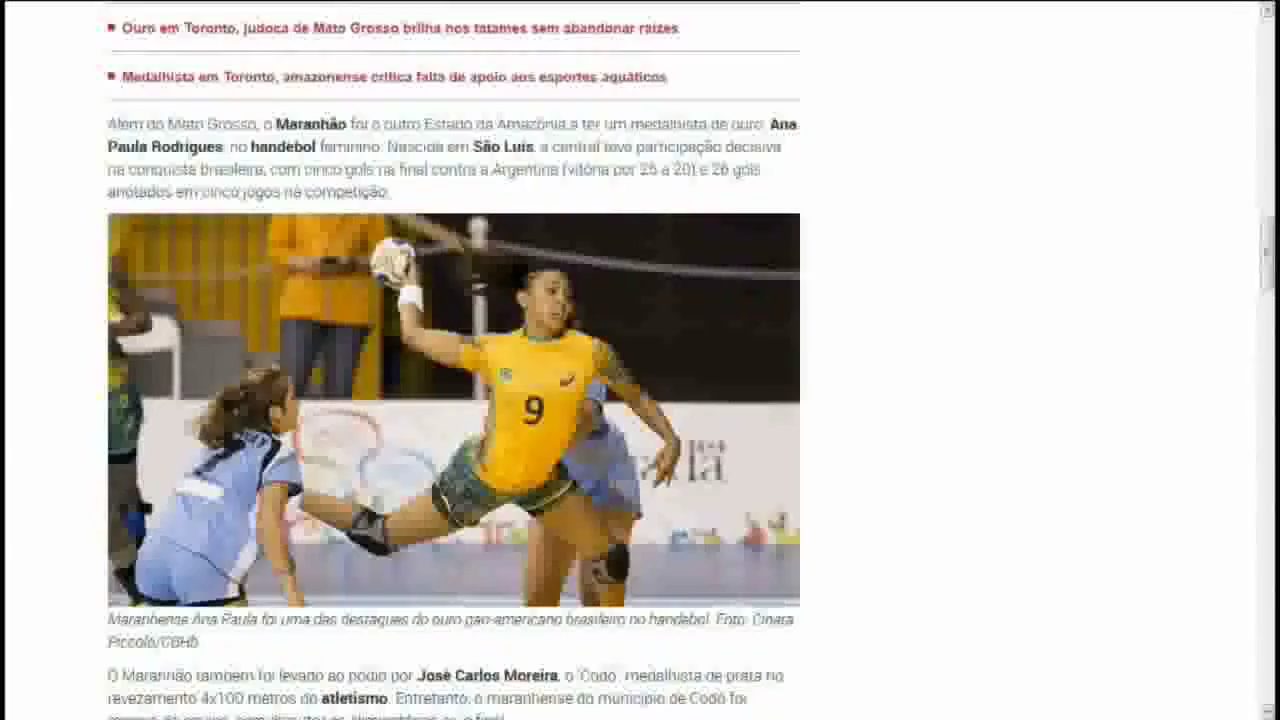 Ouro em Toronto, judoca de Mato Grosso brilha nos tatames sem abandonar raízes
Medalhista em Toronto, amazonense critica falta de apoio aos esportes aquáticos
Além do Mato Grosso, o Maranhão foi o outro Estado da Amazônia a ter um medalhista de ouro: Ana
Paula Rodrigues, no handebol feminino. Nascida em São Luís, a central teve participação decisiva
na conquista brasileira, com cinco gols na final contra a Argentina (vitória por 25 a 20) e 26 gols
anotados em cinco jogos na competição.
9
7
la
Maranhense Ana Paula foi uma das destaques do ouro pan-americano brasileiro no handebol. Foto: Cinara
Piccolo/CBHb
O Maranhão também foi levado ao pódio por José Carlos Moreira, o 'Codó', medalhista de prata no
revezamento 4x100 metros do atletismo. Entretanto, o maranhense do município de Codó foi